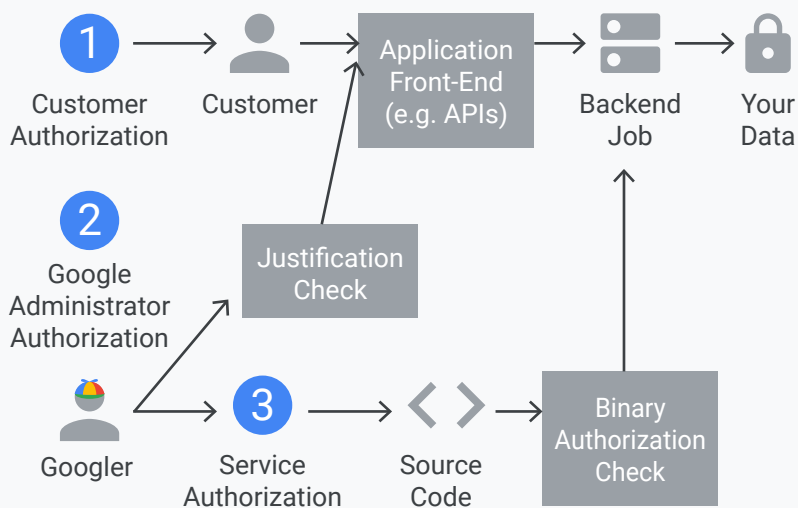 1
Customer
Authorization
Customer
Application
Front-End
(e.g. APIs)
Backend
Job
Your
Data
2
Google
Administrator
Authorization
Justification
Check
Googler
3
Service
Authorization
Source
Code
Binary
Authorization
Check